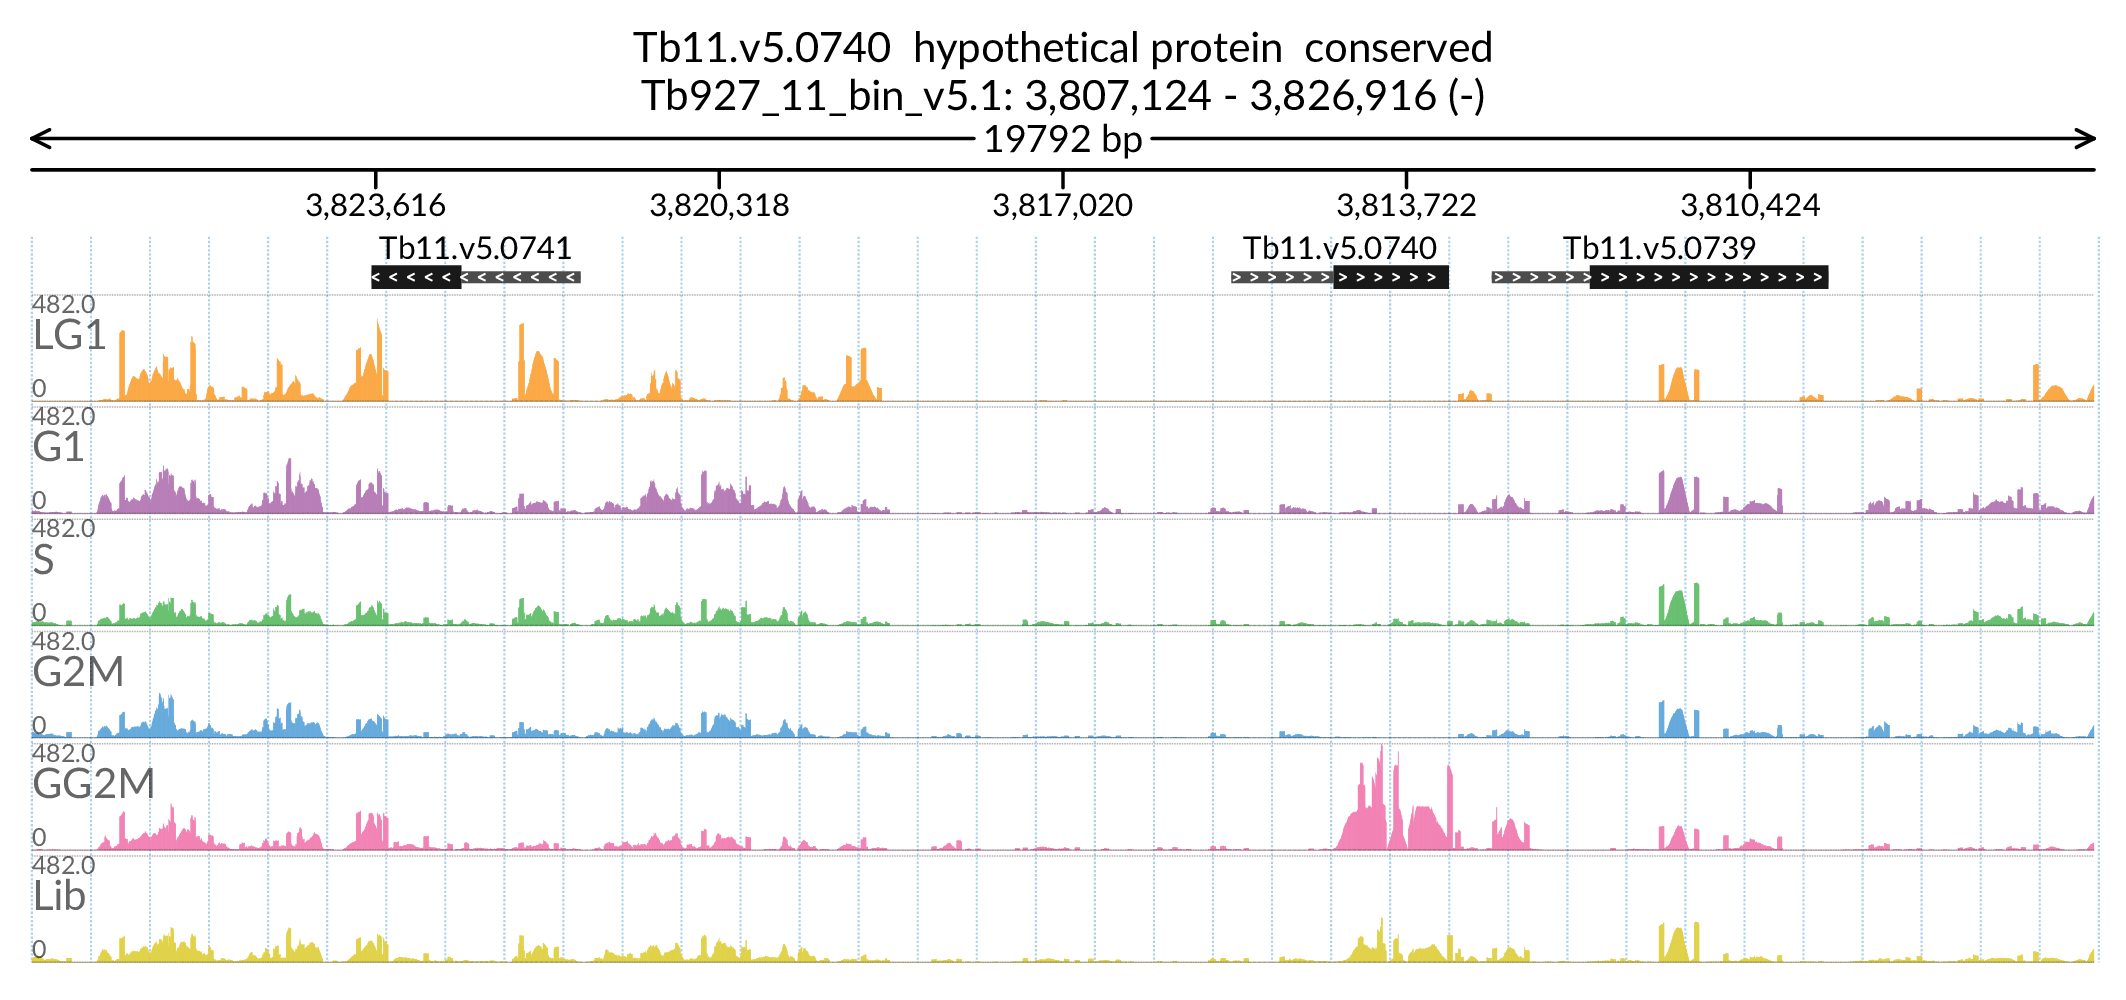 Tb11.v5.0740  hypothetical protein  conserved
Tb927_11_bin_v5.1: 3,807,124 - 3,826,916 (-)
19792 bp
3,823,616 3,820,318 3,817,020 3,813,722 3,810,424
Tb11.v5.0741 Tb11.v5.0740 Tb11.v5.0739
482.0
LG1
0
482.0
G1
0
482.0
S
0
482.0
G2M
0
482.0
GG2M
0
482.0
Lib
0